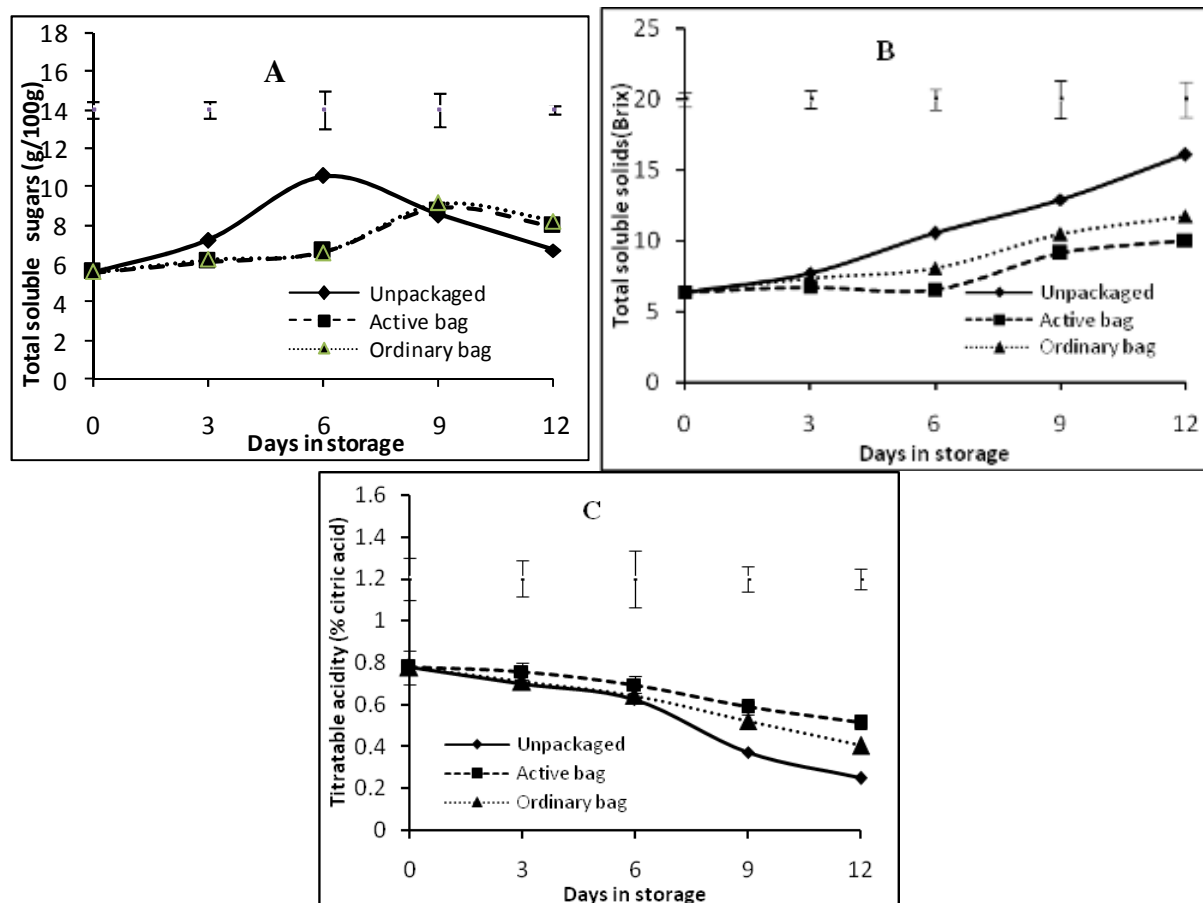 A
Total soluble sugars (g/100g)
18
16
14
12
10
8
6
4
2
0
Unpackaged
Active bag
Ordinary bag
0 3 6 9 12
Days in storage
B
Total soluble solids(Brix)
25
20
15
10
5
0
Unpackaged
Active bag
Ordinary bag
0 3 6 9 12
Days in storage
C
Titratable acidity (% citric acid)
1.6
1.4
1.2
1
0.8
0.6
0.4
0.2
0
Unpackaged
Active bag
Ordinary bag
0 3 6 9 12
Days in storage